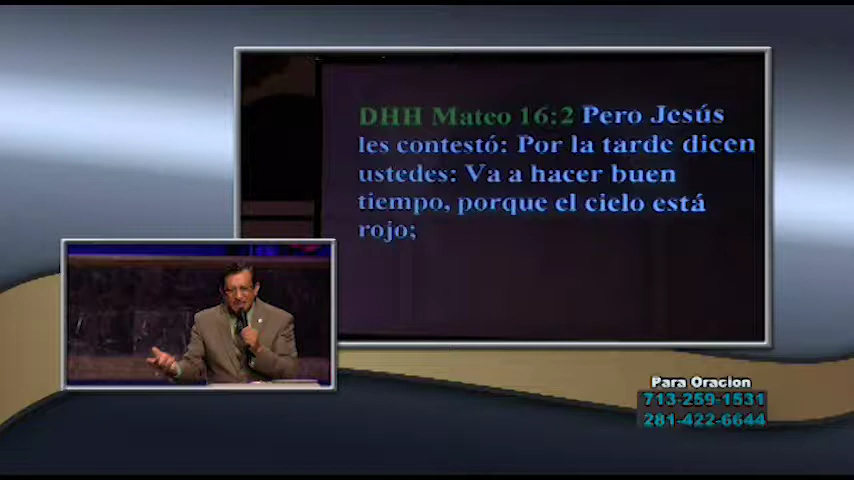 DHH Mateo 16:2 Pero Jesús
les contestó: Por la tarde dicen
ustedes: Va a hacer buen
tiempo, porque el cielo está
rojo;
Para Oracion
713-259-1531
281-422-6644